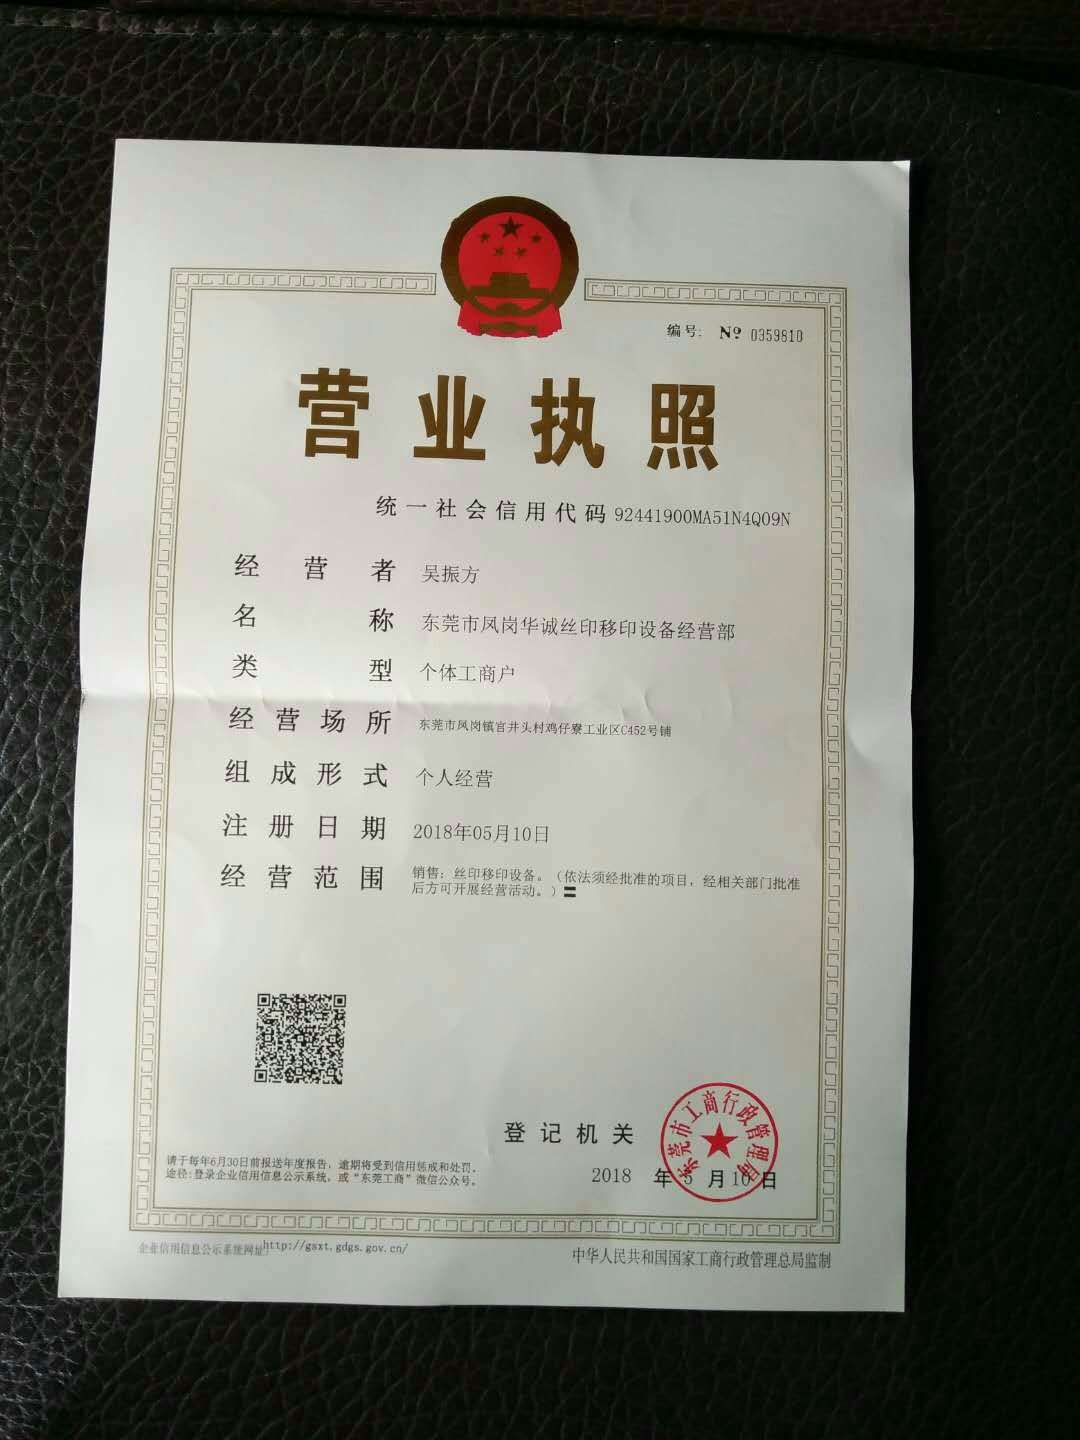 编号: № 0359810
营业执照
统一社会信用代码 92441900MA51N4Q09N
经营者 吴振方
名称 东莞市凤岗华诚丝印移印设备经营部
类型 个体工商户
经营场所 东莞市凤岗镇官井头村鸡仔寮工业区C452号铺
组成形式 个人经营
注册日期 2018年05月10日
经营范围 销售：丝印移印设备。（依法须经批准的项目，经相关部门批准
后方可开展经营活动。）〓
登记机关
东莞市工商行政管理局
2018 年 5 月 10 日
请于每年6月30日前报送年度报告，逾期将受到信用惩戒和处罚。
途径:登录企业信用信息公示系统，或"东莞工商"微信公众号。
企业信用信息公示系统网址: http://gsxt.gdgs.gov.cn/
中华人民共和国国家工商行政管理总局监制